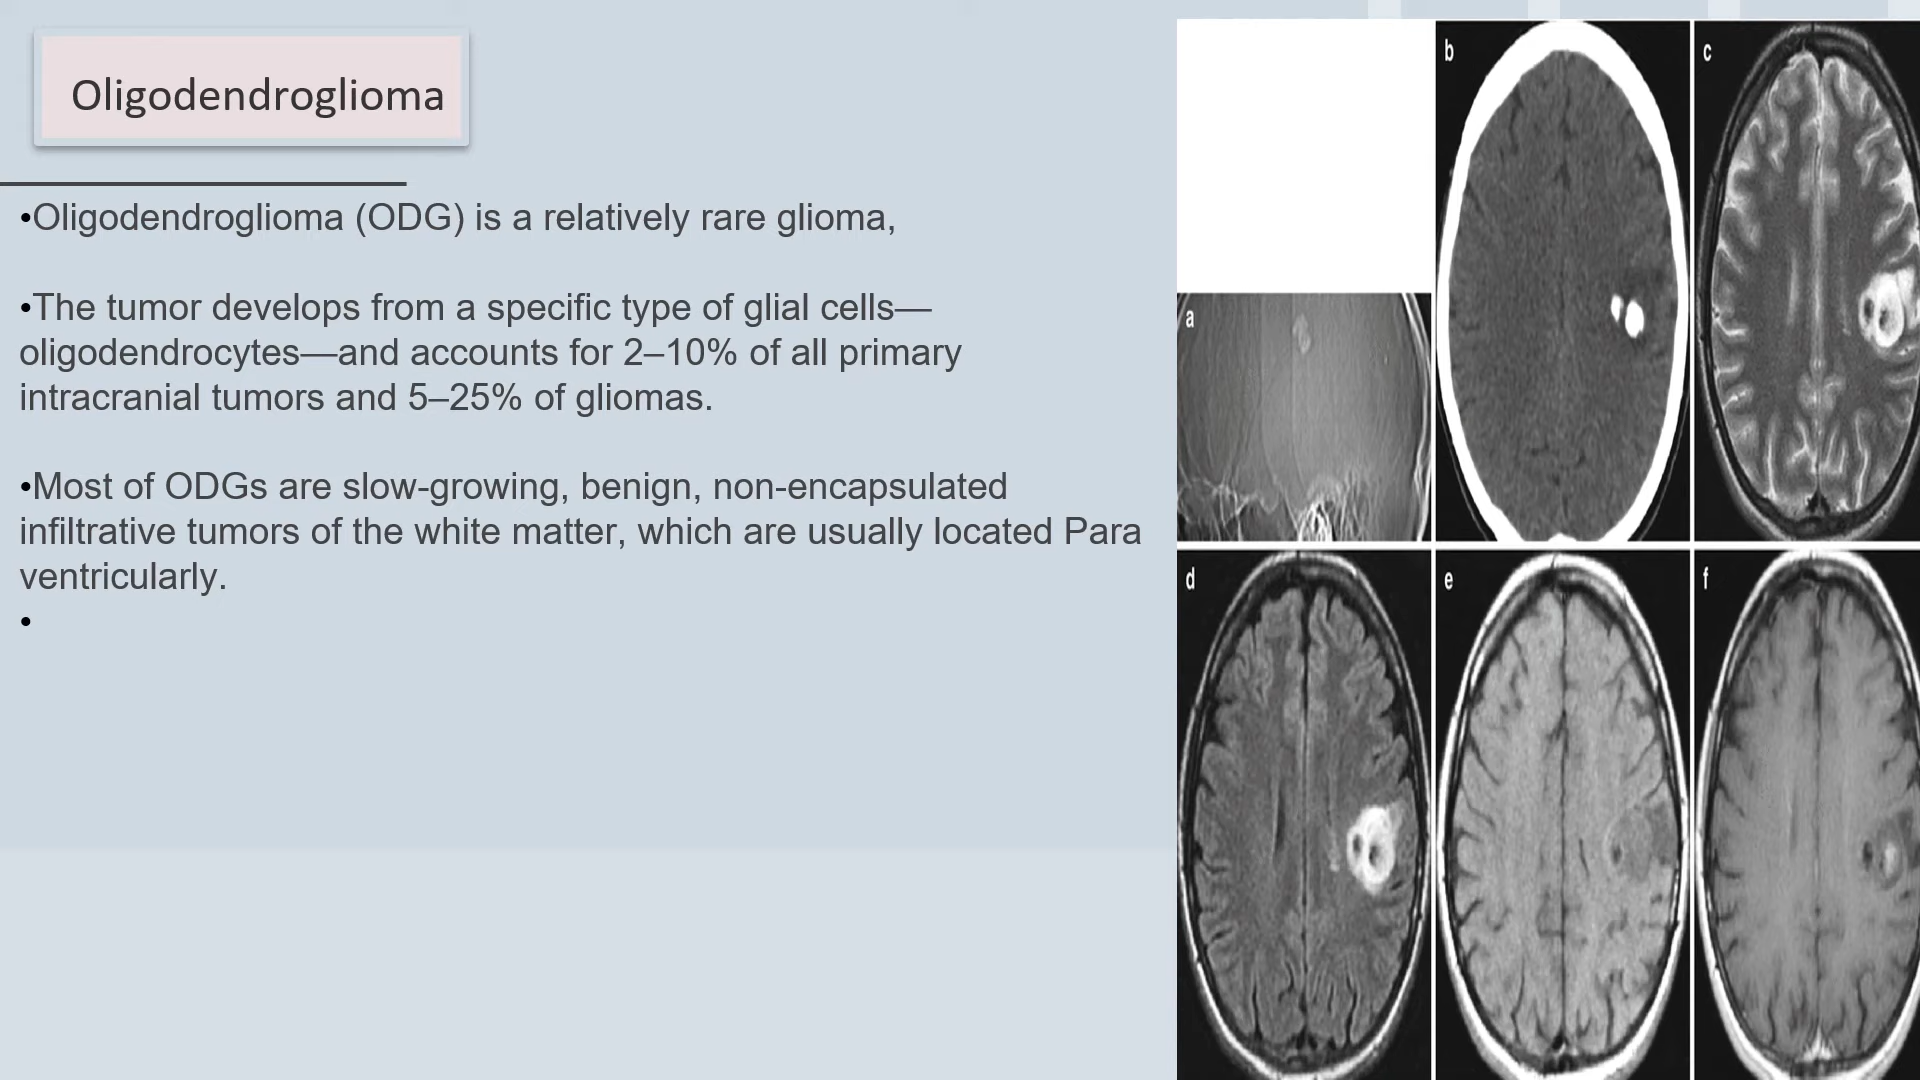 Oligodendroglioma
•Oligodendroglioma (ODG) is a relatively rare glioma,
•The tumor develops from a specific type of glial cells—
oligodendrocytes—and accounts for 2–10% of all primary
intracranial tumors and 5–25% of gliomas.
•Most of ODGs are slow-growing, benign, non-encapsulated
infiltrative tumors of the white matter, which are usually located Para
ventricularly.
•
a
b
c
d
e
f